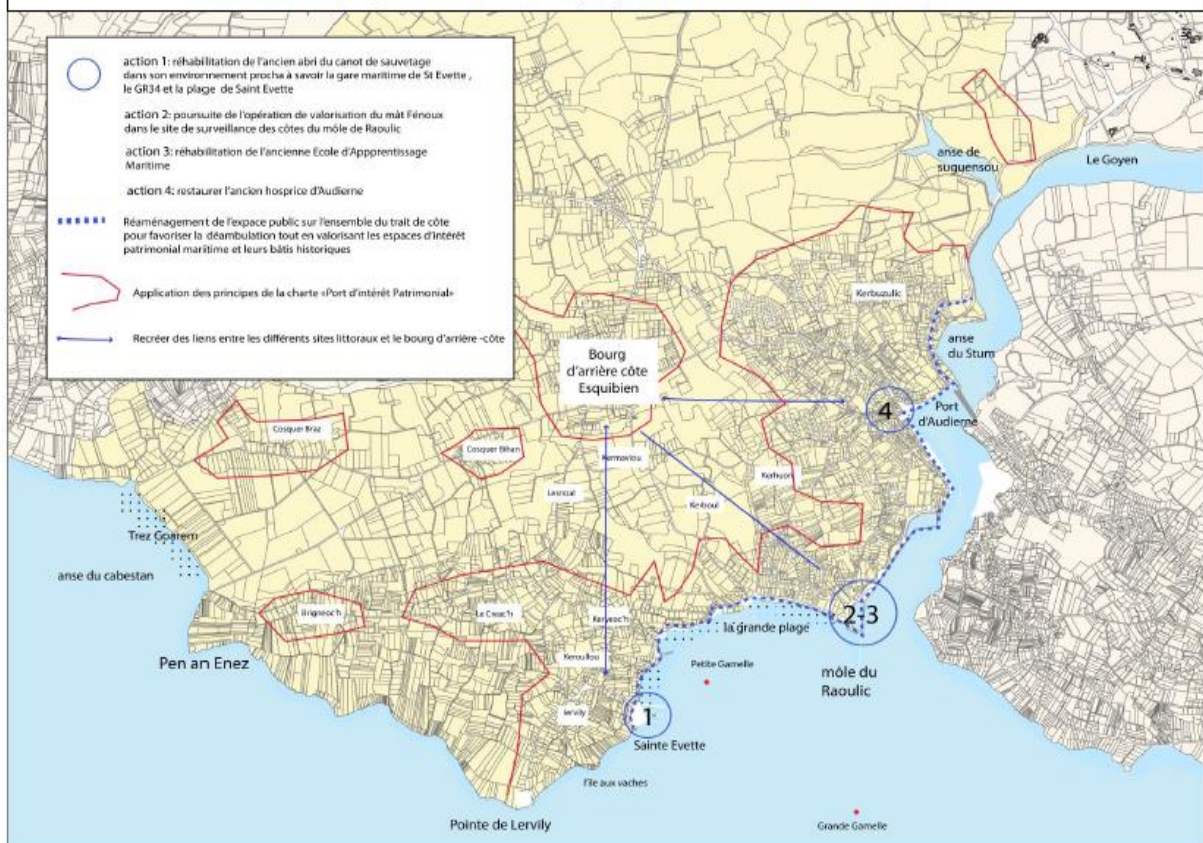 action 1: réhabilitation de l'ancien abri du canot de sauvetage
dans son environnement procha à savoir la gare maritime de St Evette ,
le GR34 et la plage de Saint Evette
action 2: poursuite de l'opération de valorisation du mât Fénoux
dans le site de surveillance des côtes du môle de Raoulic
action 3: réhabilitation de l'ancienne Ecole d'Appprentissage
Maritime
action 4: restaurer l'ancien hosprice d'Audierne
Réaménagement de l'expace public sur l'ensemble du trait de côte
pour favoriser la déambulation tout en valorisant les espaces d'intérêt
patrimonial maritime et leurs bâtis historiques
Application des principes de la charte «Port d'intérêt Patrimonial»
Recréer des liens entre les différents sites littoraux et le bourg d'arrière -côte
anse de
suguensou
Le Goyen
Kerbuzulic
anse
du Stum
Bourg
d'arrière côte
Esquibien
4
Port
d'Audierne
Cosquer Braz
Cosquer Bihan
Kermaviou
Lesnoal
Kerhuon
Kerboul
Trez Goarem
anse du cabestan
Brigneoc'h
Le Creac'h
Keryeoc'h
la grande plage
2-3
Pen an Enez
Keroullou
Petite Gamelle
môle du
Raoulic
lervily
1
Sainte Evette
l'ile aux vaches
Pointe de Lervily
Grande Gamelle